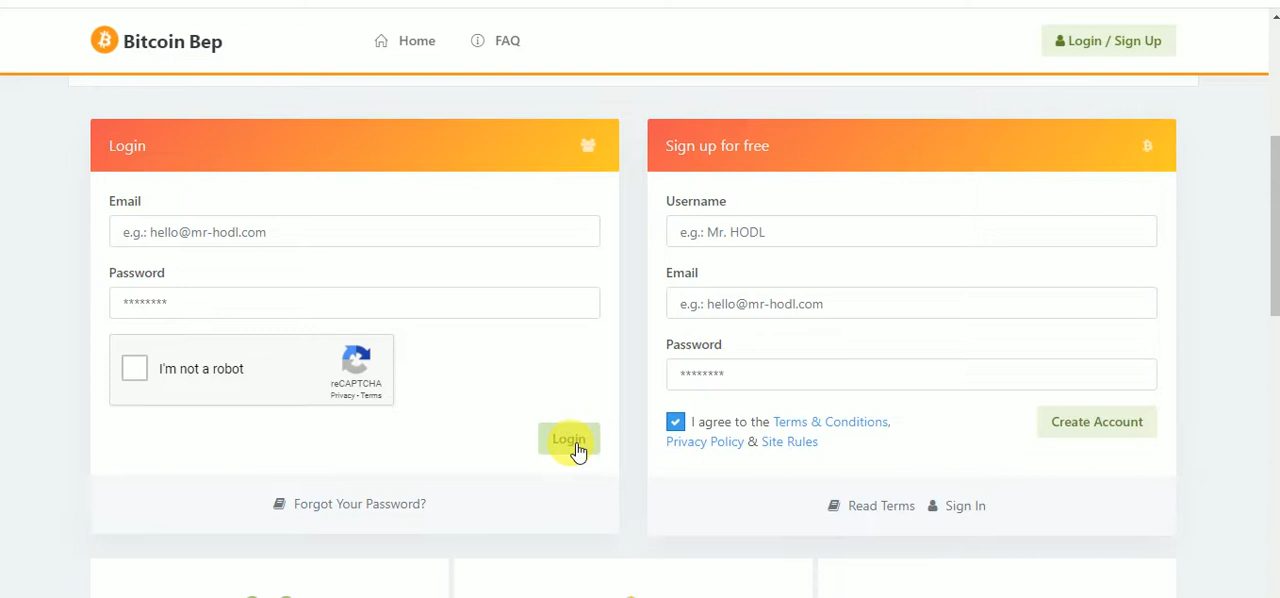 Bitcoin Bep
Home
FAQ
Login / Sign Up
Login
Email
e.g.: hello@mr-hodl.com
Password
********
I'm not a robot
reCAPTCHA
Privacy - Terms
Login
Forgot Your Password?
Sign up for free
Username
e.g.: Mr. HODL
Email
e.g.: hello@mr-hodl.com
Password
********
I agree to the Terms & Conditions,
Privacy Policy & Site Rules
Create Account
Read Terms
Sign In